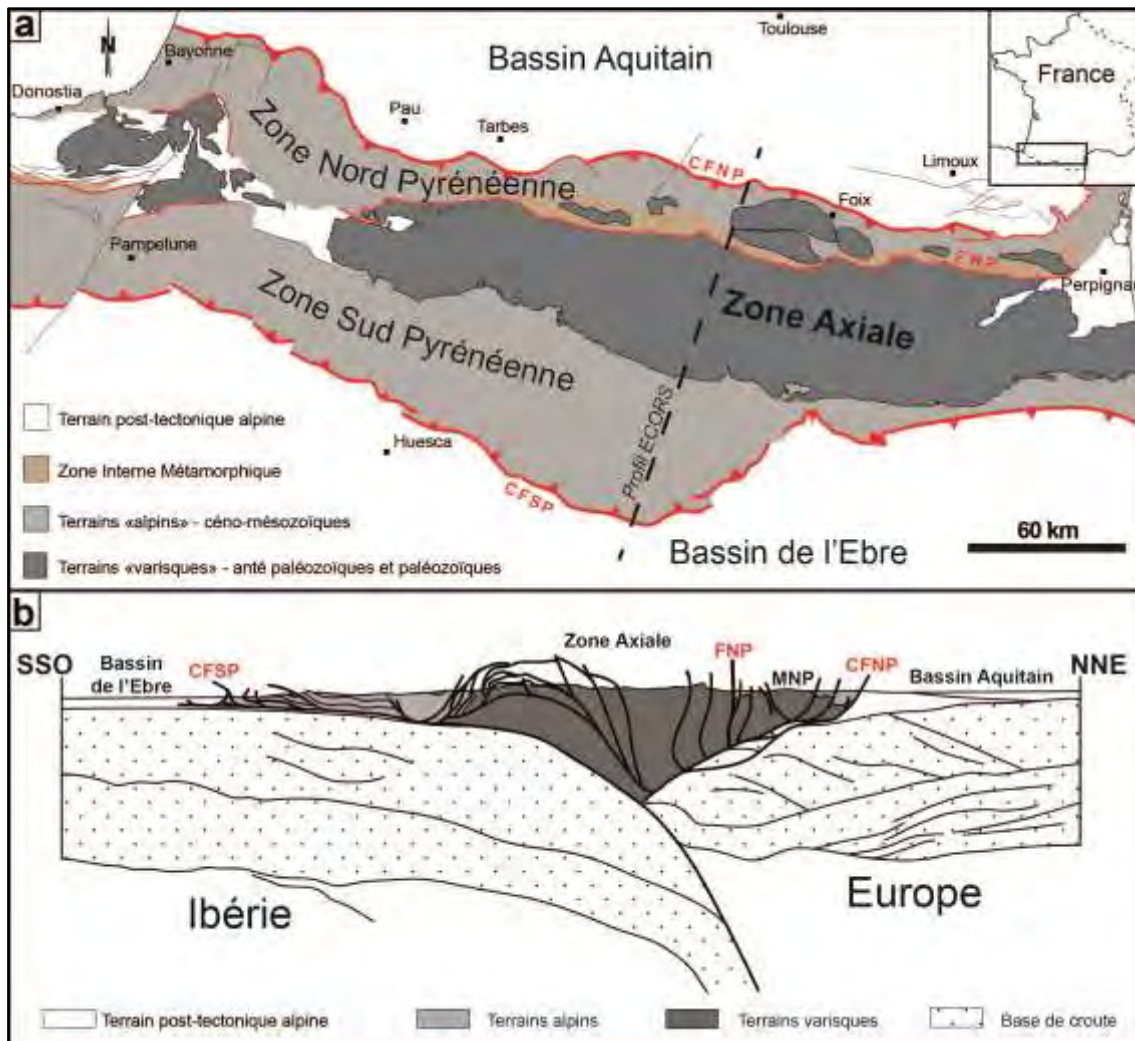 a
N
Toulouse
Bayonne
Bassin Aquitain
France
Donostia
Pau
Tarbes
Limoux
CFNP
Zone Nord Pyrénéenne
Foix
FNP
Pampelune
Perpignan
Zone Axiale
Zone Sud Pyrénéenne
Profil ECORS
Terrain post-tectonique alpine
Huesca
Zone Interne Métamorphique
CFSP
Terrains «alpins» - céno-mésozoïques
60 km
Terrains «varisques» - anté paléozoïques et paléozoïques
Bassin de l'Ebre
b
Zone Axiale
SSO
Bassin
de l'Ebre
CFSP
FNP
MNP
CFNP
Bassin Aquitain
NNE
Ibérie
Europe
Terrain post-tectonique alpine
Terrains alpins
Terrains varisques
Base de croute